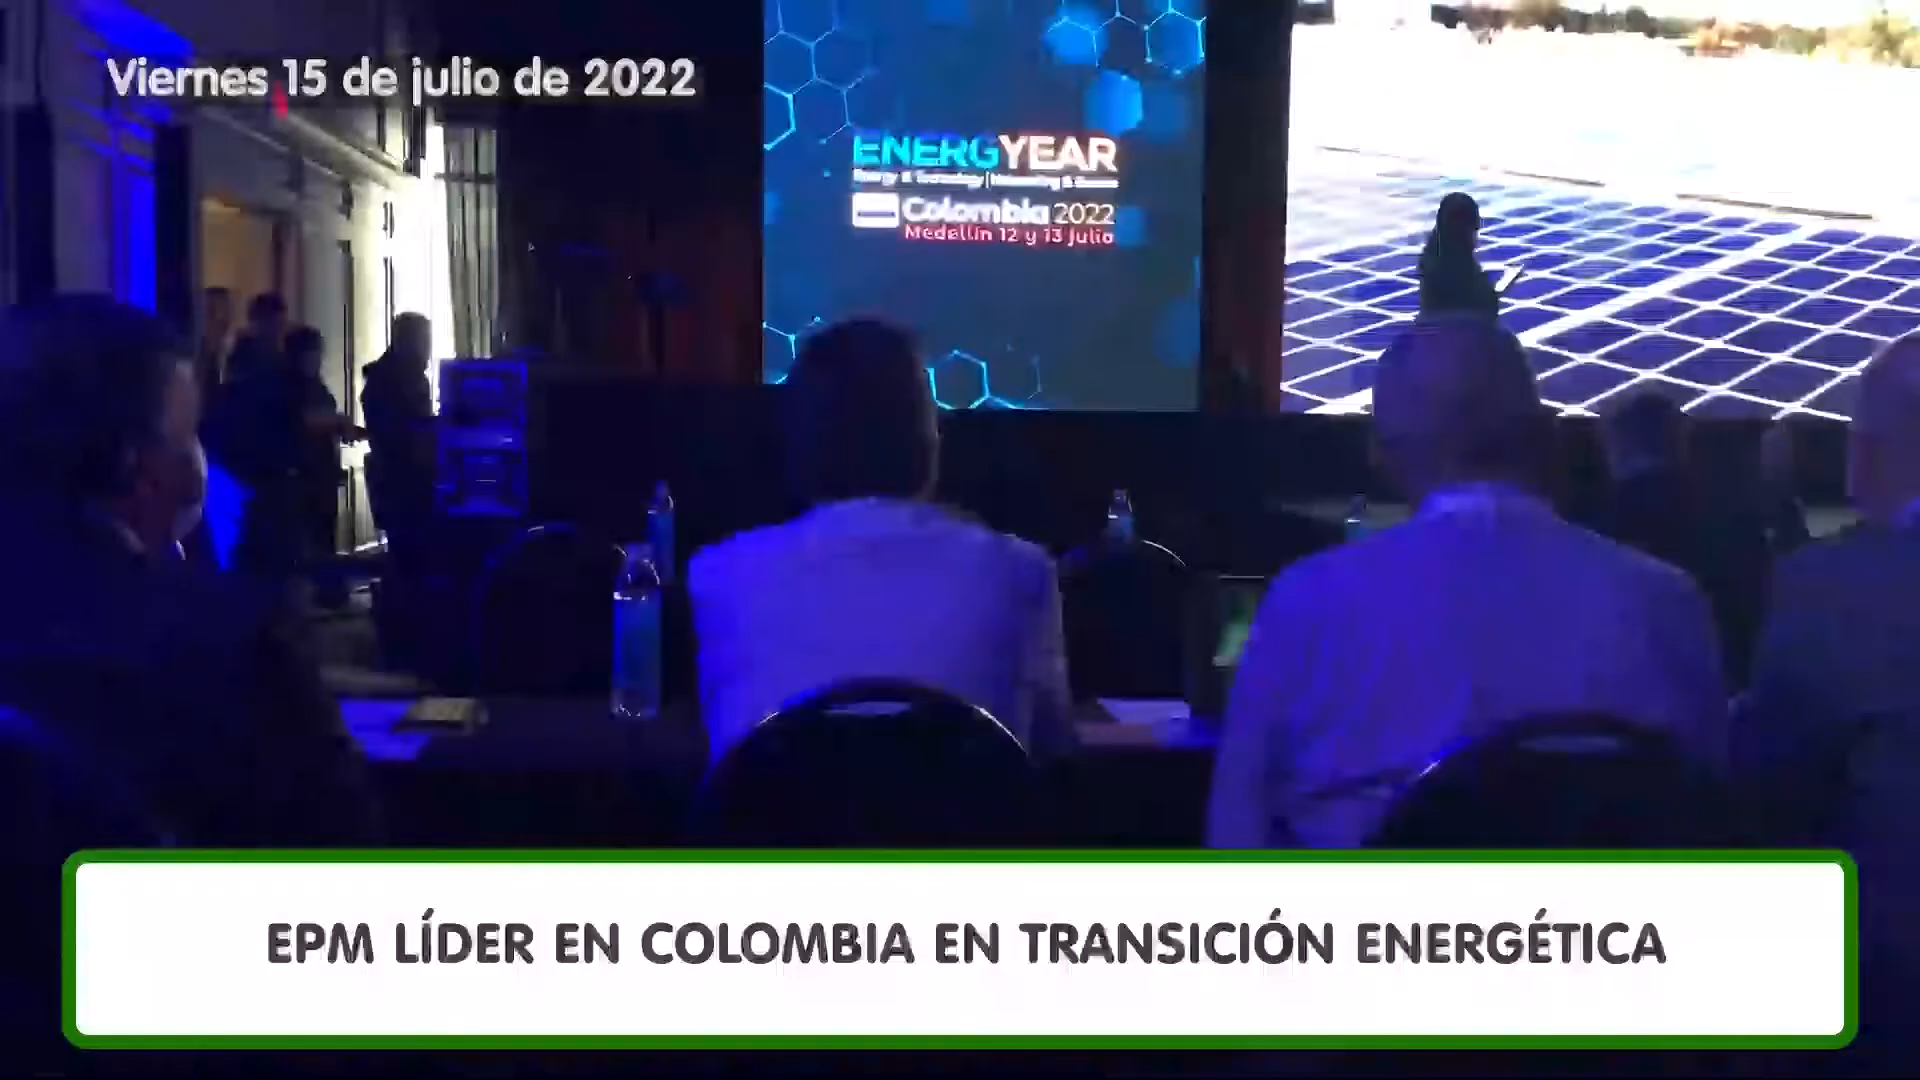 Viernes 15 de julio de 2022
ENERGYEAR
Colombia 2022
Medellín 12 y 13 Julio
EPM LÍDER EN COLOMBIA EN TRANSICIÓN ENERGÉTICA